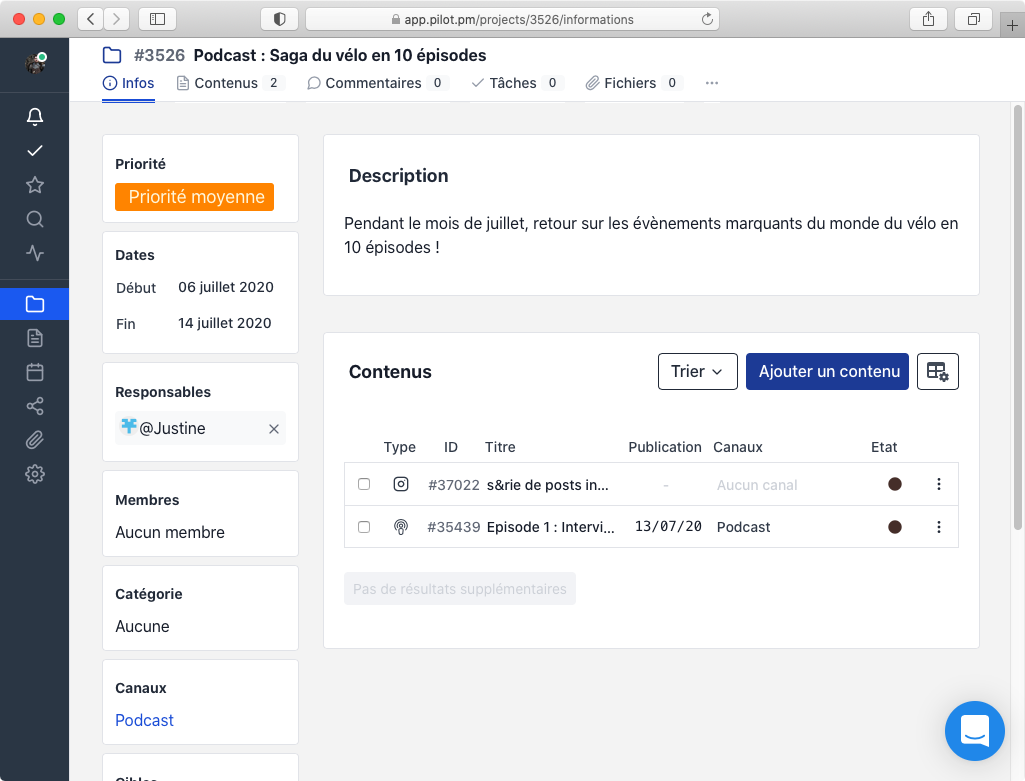 app.pilot.pm/projects/3526/informations
#3526 Podcast : Saga du vélo en 10 épisodes
Infos Contenus 2 Commentaires 0 Tâches 0 Fichiers 0 ...
Priorité
Priorité moyenne
Dates
Début 06 juillet 2020
Fin 14 juillet 2020
Responsables
@Justine
Membres
Aucun membre
Catégorie
Aucune
Canaux
Podcast
Description
Pendant le mois de juillet, retour sur les évènements marquants du monde du vélo en
10 épisodes !
Contenus
Trier
Ajouter un contenu
Type ID Titre Publication Canaux Etat
#37022 s&rie de posts in... - Aucun canal
#35439 Episode 1 : Intervi... 13/07/20 Podcast
Pas de résultats supplémentaires